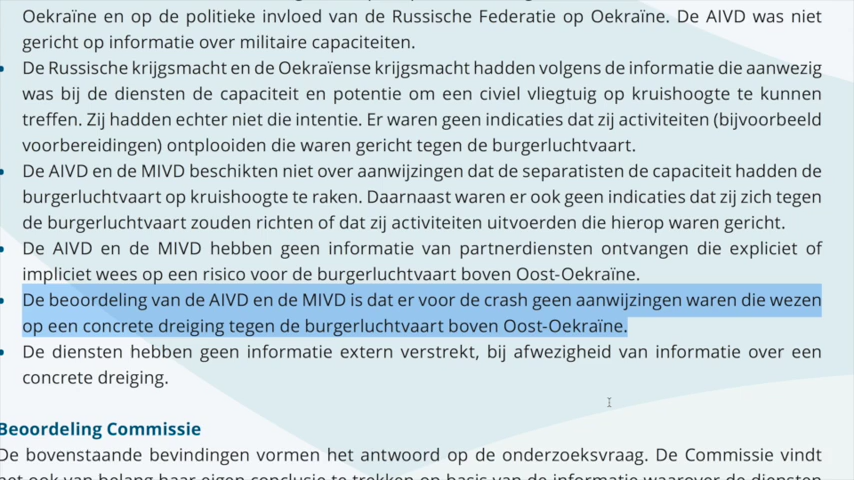 Oekraïne en op de politieke invloed van de Russische Federatie op Oekraïne. De AIVD was niet
gericht op informatie over militaire capaciteiten.
De Russische krijgsmacht en de Oekraïense krijgsmacht hadden volgens de informatie die aanwezig
was bij de diensten de capaciteit en potentie om een civiel vliegtuig op kruishoogte te kunnen
treffen. Zij hadden echter niet die intentie. Er waren geen indicaties dat zij activiteiten (bijvoorbeeld
voorbereidingen) ontplooiden die waren gericht tegen de burgerluchtvaart.
De AIVD en de MIVD beschikten niet over aanwijzingen dat de separatisten de capaciteit hadden de
burgerluchtvaart op kruishoogte te raken. Daarnaast waren er ook geen indicaties dat zij zich tegen
de burgerluchtvaart zouden richten of dat zij activiteiten uitvoerden die hierop waren gericht.
De AIVD en de MIVD hebben geen informatie van partnerdiensten ontvangen die expliciet of
impliciet wees op een risico voor de burgerluchtvaart boven Oost-Oekraïne.
De beoordeling van de AIVD en de MIVD is dat er voor de crash geen aanwijzingen waren die wezen
op een concrete dreiging tegen de burgerluchtvaart boven Oost-Oekraïne.
De diensten hebben geen informatie extern verstrekt, bij afwezigheid van informatie over een
concrete dreiging.
Beoordeling Commissie
De bovenstaande bevindingen vormen het antwoord op de onderzoeksvraag. De Commissie vindt
het ook van belang haar eigen conclusie te trekken op basis van de informatie waarover de diensten